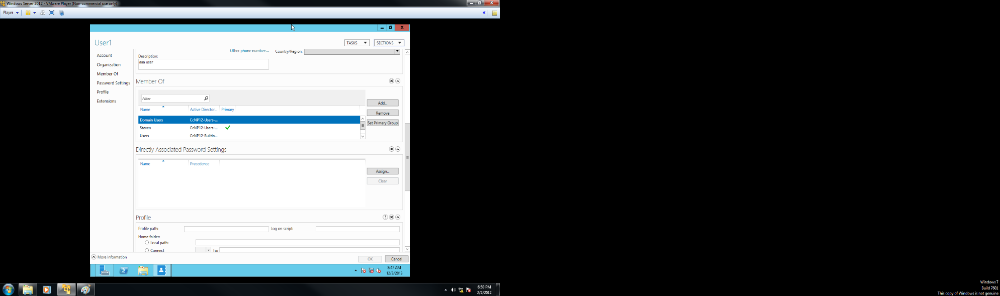 Windows Server 2012 - VMware Player (Non-commercial use only)
Player
User1
TASKS
SECTIONS
Account
Organization
Member Of
Password Settings
Profile
Extensions
Other phone numbers...
Country/Region:
Description:
aaa user
Member Of
Filter
Name Active Director... Primary
Domain Users CcNP12-Users-...
Steven CcNP12-Users-...
Users CcNP12-Builtin...
Add...
Remove
Set Primary Group
Directly Associated Password Settings
Name Precedence
Assign...
Clear
Profile
Profile path:
Log on script:
Home folder:
Local path:
Connect
To:
More Information
OK
Cancel
8:47 AM
12/3/2013
6:50 PM
2/2/2012
Windows 7
Build 7601
This copy of Windows is not genuine